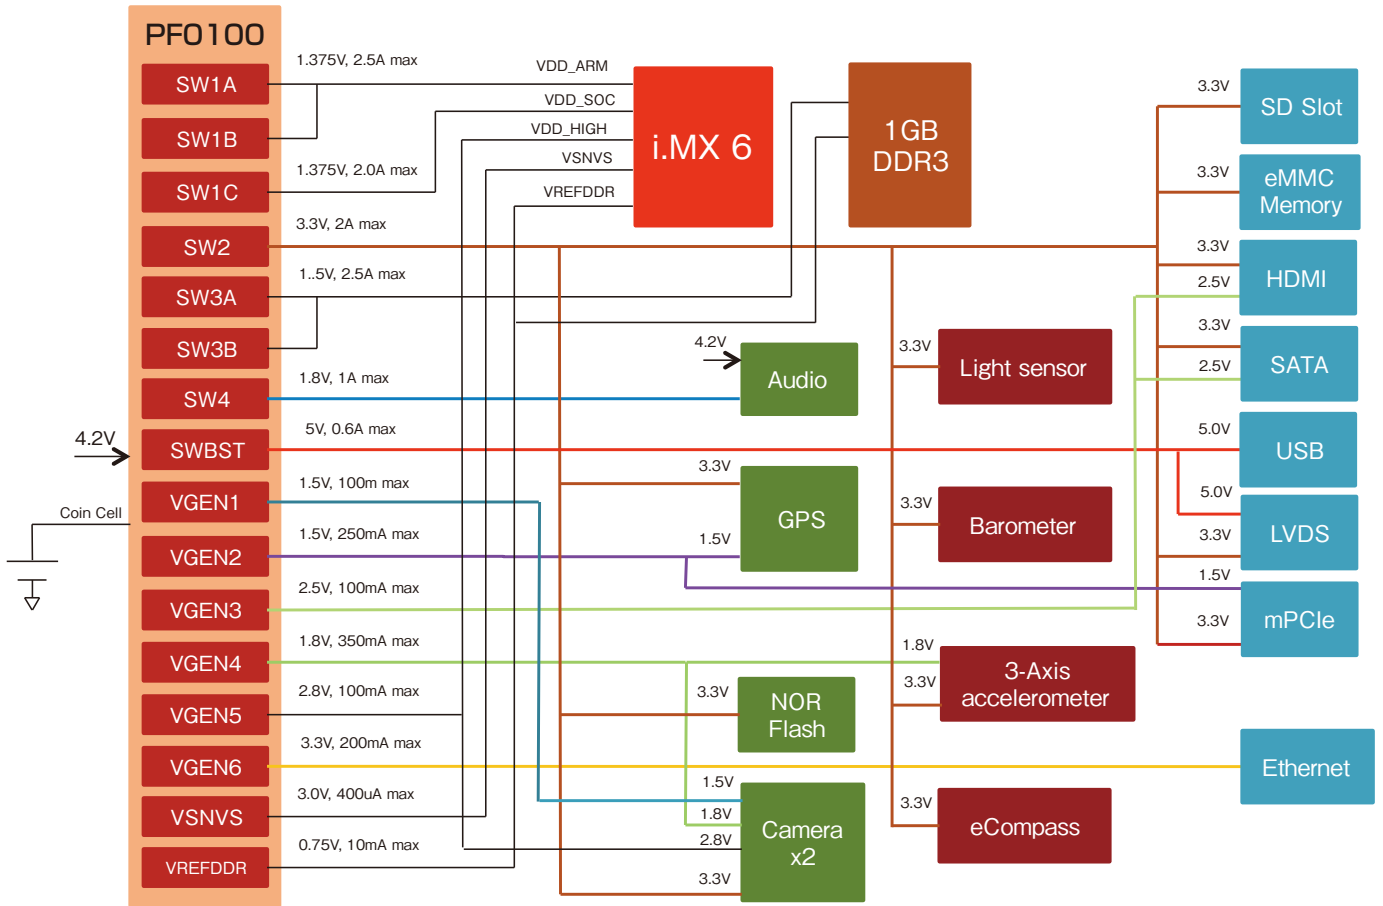 PF0100
SW1A
SW1B
SW1C
SW2
SW3A
SW3B
SW4
SWBST
VGEN1
VGEN2
VGEN3
VGEN4
VGEN5
VGEN6
VSNVS
VREFDDR
4.2V
Coin Cell
1.375V, 2.5A max
1.375V, 2.0A max
3.3V, 2A max
1..5V, 2.5A max
1.8V, 1A max
5V, 0.6A max
1.5V, 100m max
1.5V, 250mA max
2.5V, 100mA max
1.8V, 350mA max
2.8V, 100mA max
3.3V, 200mA max
3.0V, 400uA max
0.75V, 10mA max
VDD_ARM
VDD_SOC
VDD_HIGH
VSNVS
VREFDDR
i.MX 6
1GB
DDR3
4.2V
Audio
3.3V
1.5V
GPS
3.3V
NOR
Flash
1.5V
1.8V
2.8V
3.3V
Camera
x2
3.3V
Light sensor
3.3V
Barometer
1.8V
3.3V
3-Axis
accelerometer
3.3V
eCompass
3.3V
SD Slot
3.3V
eMMC
Memory
3.3V
2.5V
HDMI
3.3V
2.5V
SATA
5.0V
USB
5.0V
3.3V
LVDS
1.5V
3.3V
mPCIe
Ethernet